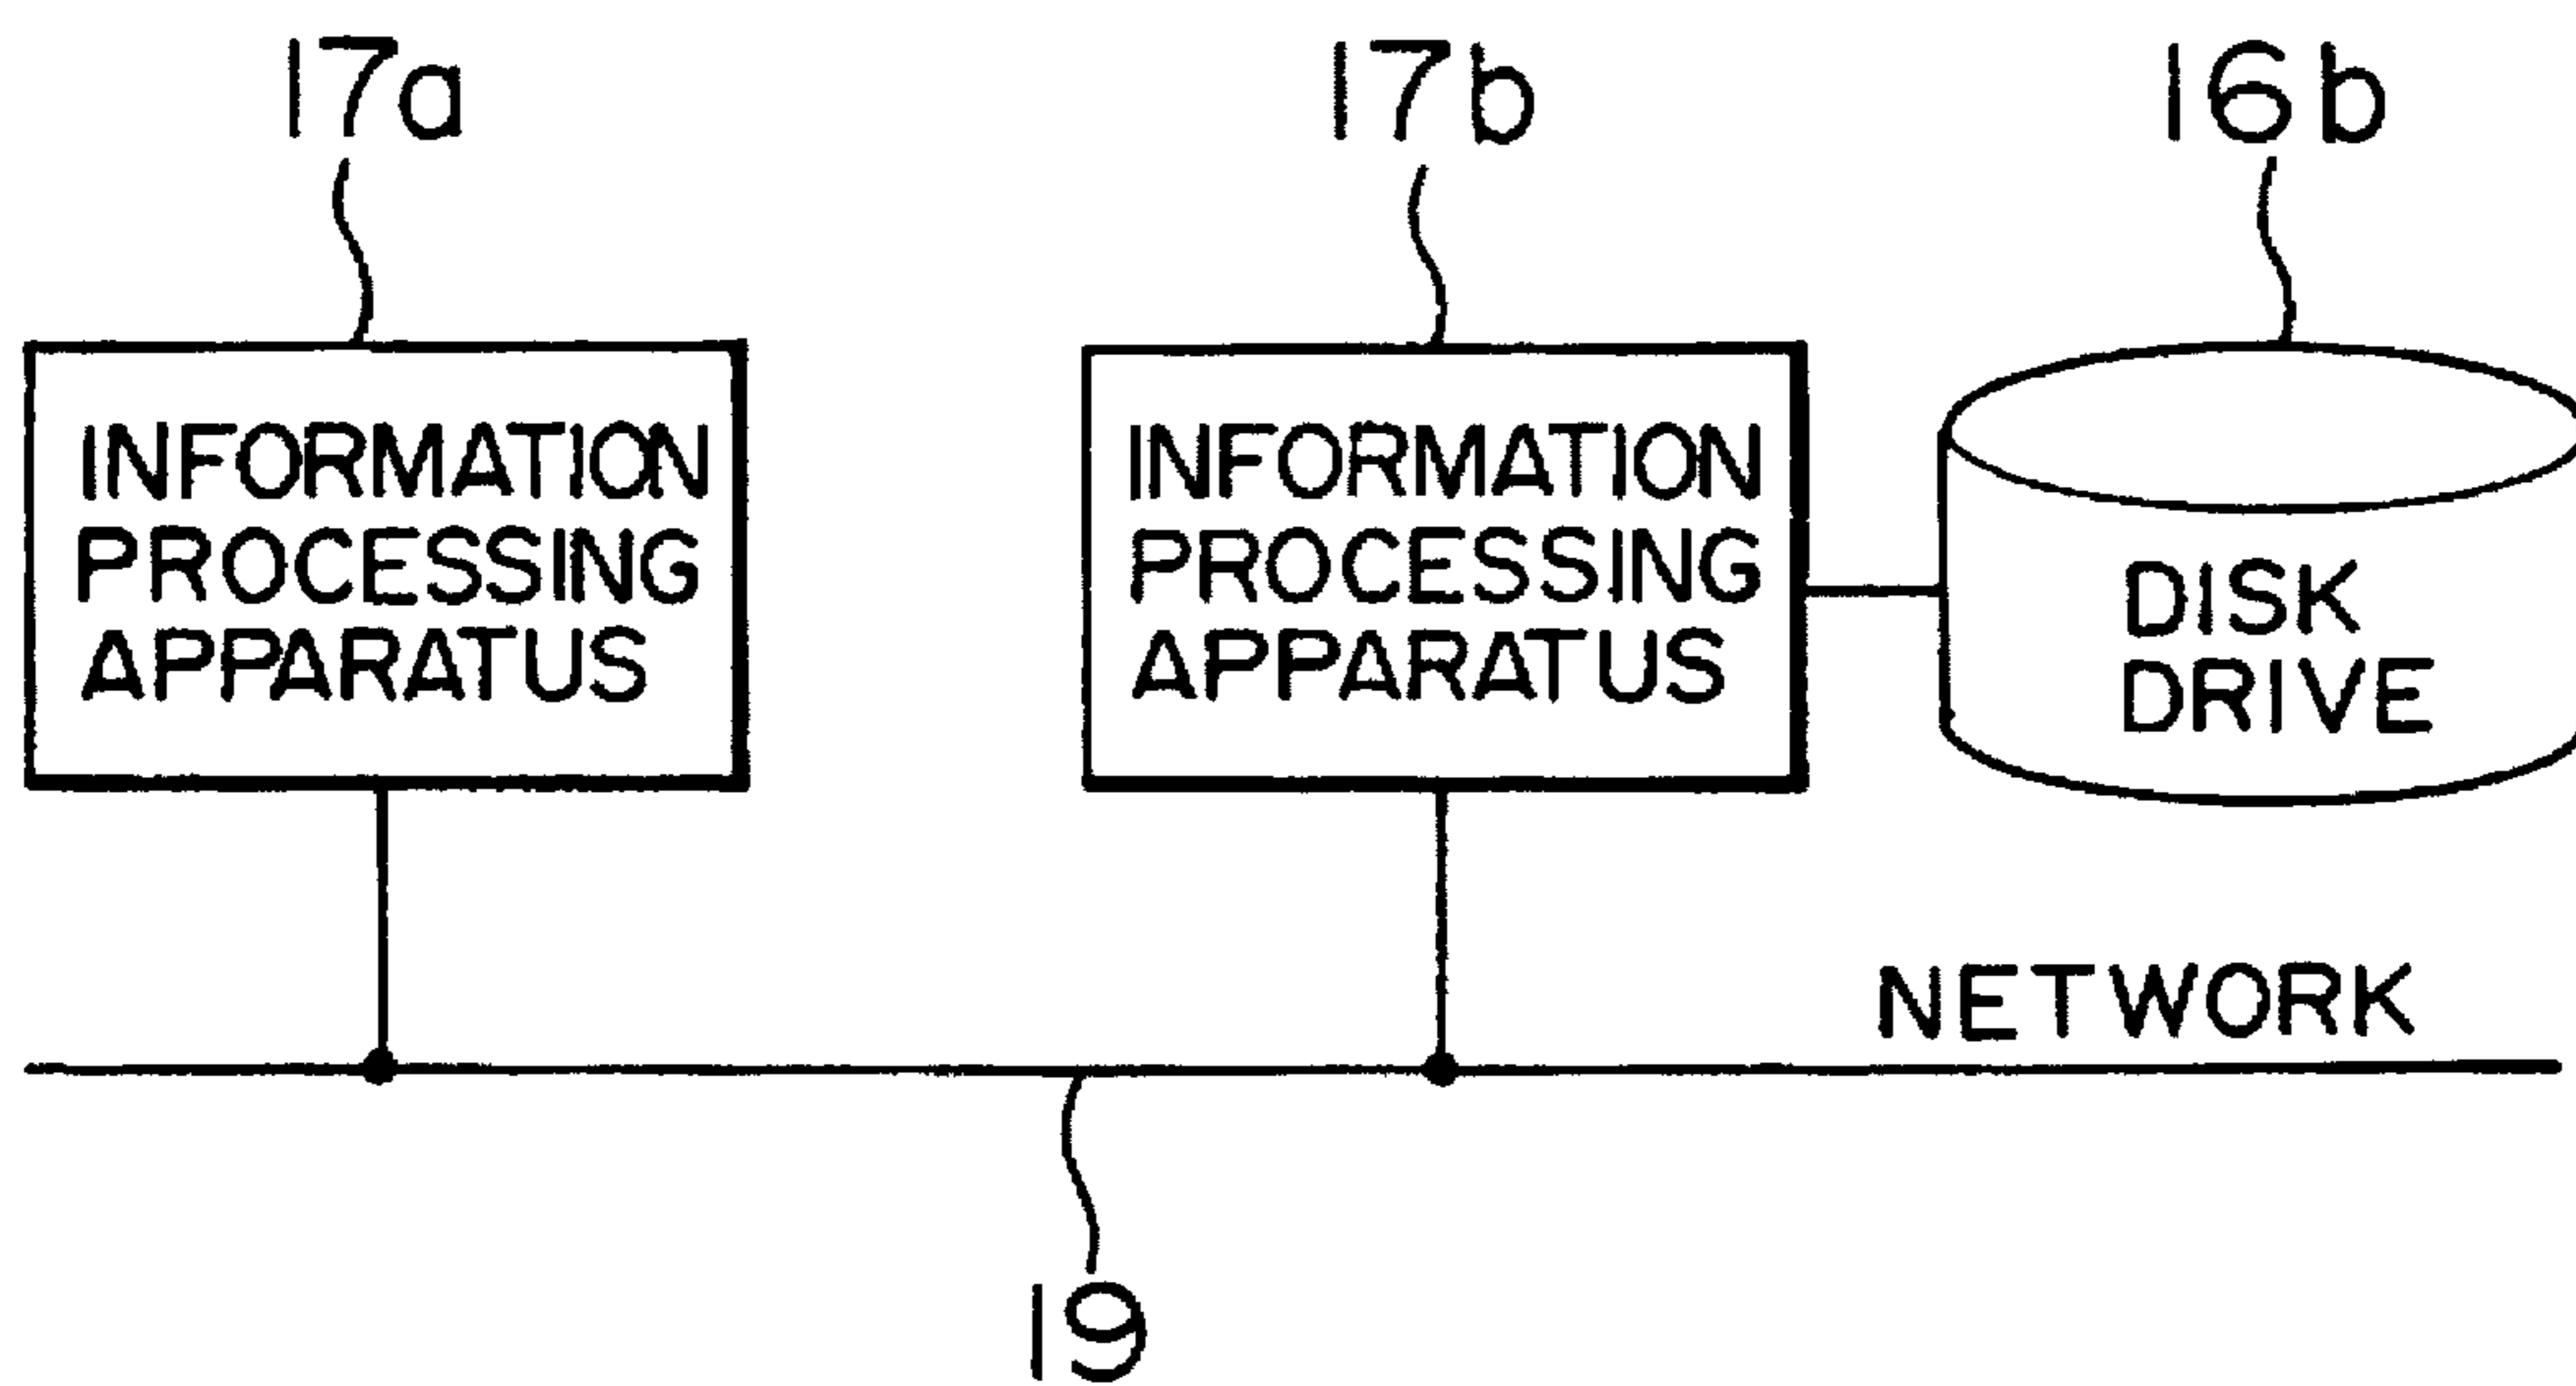 17a
17b
16b
INFORMATION
PROCESSING
APPARATUS
INFORMATION
PROCESSING
APPARATUS
DISK
DRIVE
NETWORK
19